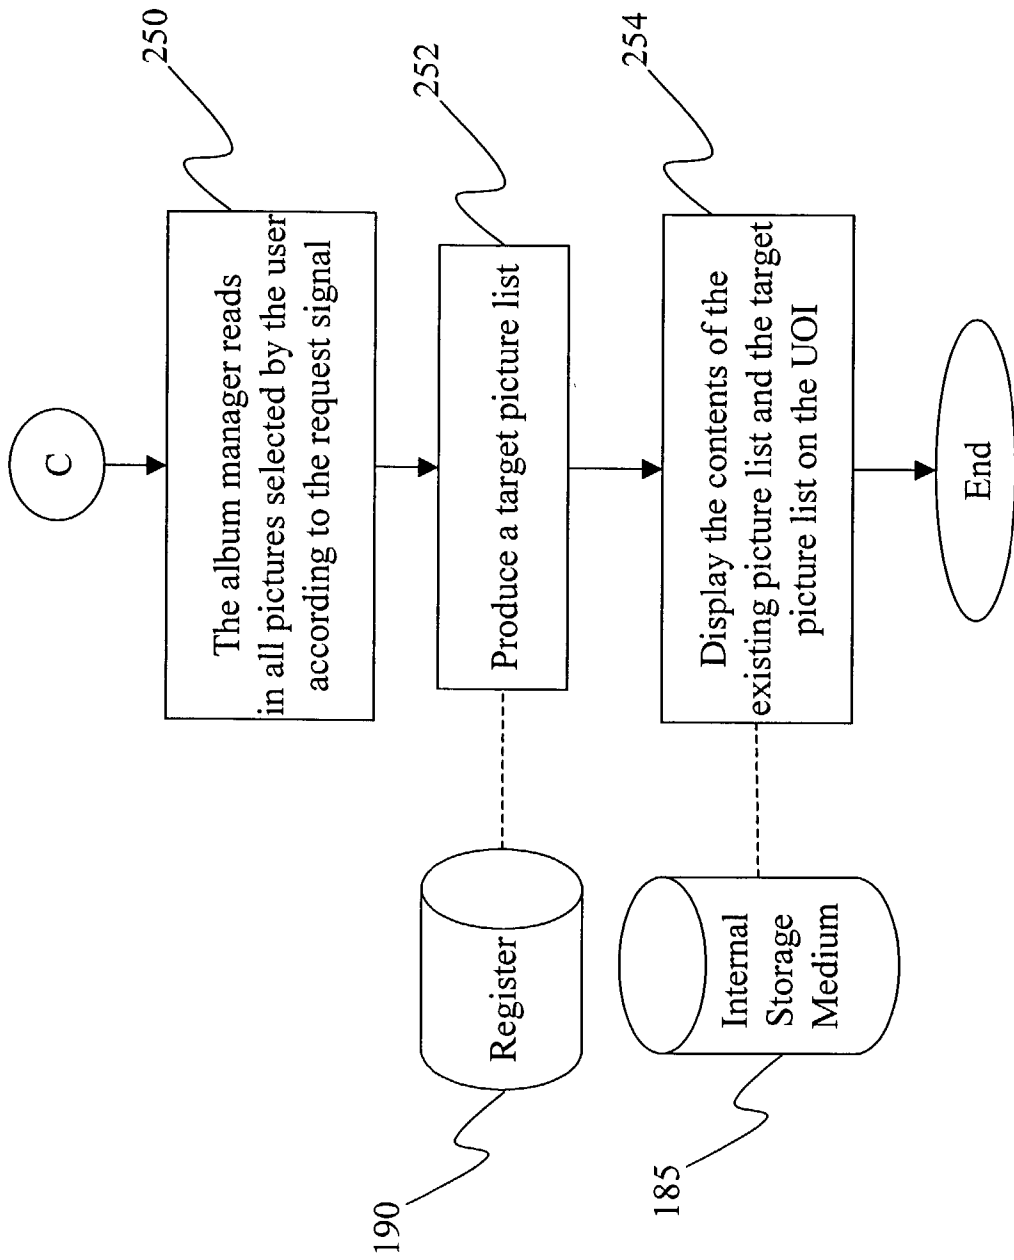 C
250
The album manager reads
in all pictures selected by the user
according to the request signal
252
Produce a target picture list
Register
190
254
Display the contents of the
existing picture list and the target
picture list on the UOI
Internal
Storage
Medium
185
End